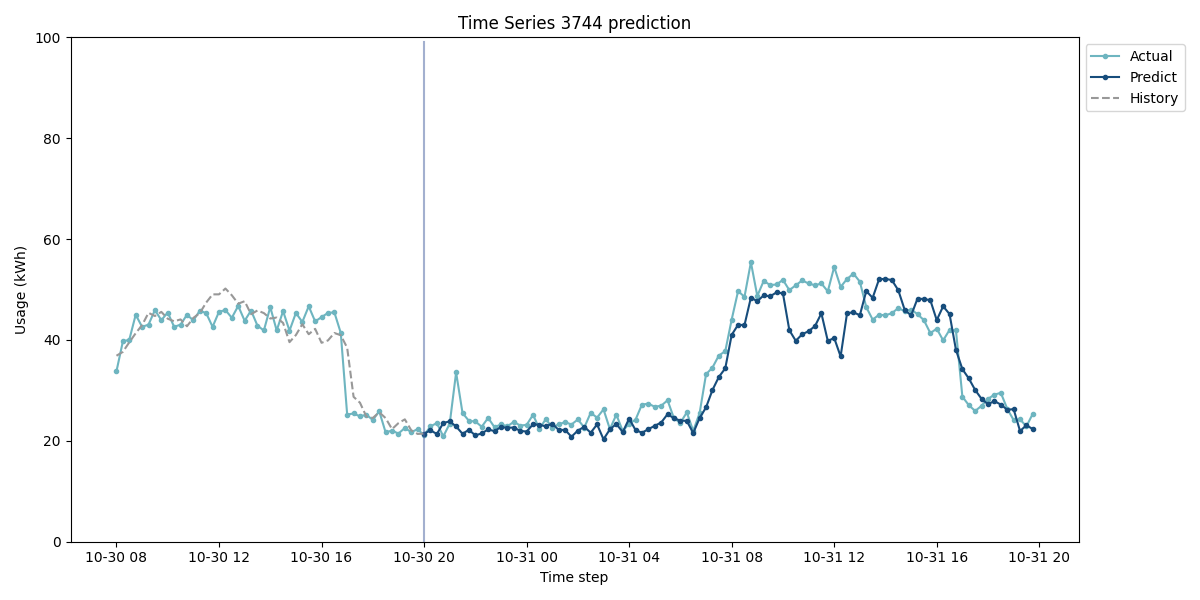 Time Series 3744 prediction
Usage (kWh)
100
80
60
40
20
0
10-30 08
10-30 12
10-30 16
10-30 20
10-31 00
10-31 04
10-31 08
10-31 12
10-31 16
10-31 20
Time step
Actual
Predict
History